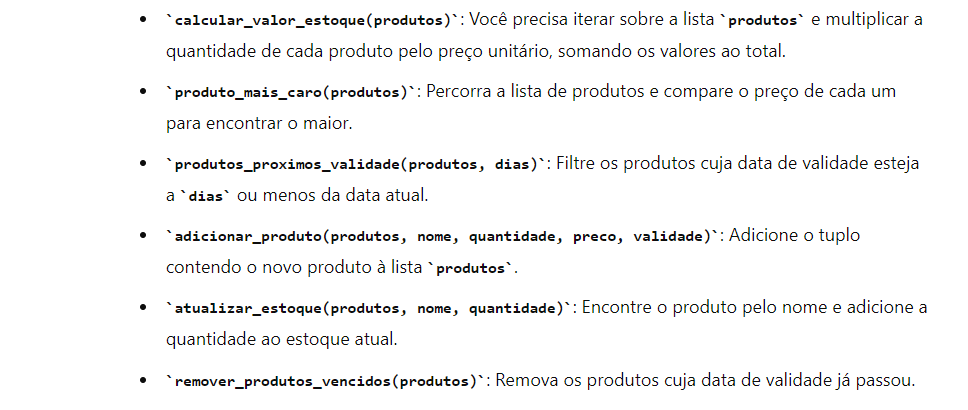 • `calcular_valor_estoque(produtos)`: Você precisa iterar sobre a lista `produtos` e multiplicar a
quantidade de cada produto pelo preço unitário, somando os valores ao total.
• `produto_mais_caro(produtos)`: Percorra a lista de produtos e compare o preço de cada um
para encontrar o maior.
• `produtos_proximos_validade(produtos, dias)`: Filtre os produtos cuja data de validade esteja
a `dias` ou menos da data atual.
• `adicionar_produto(produtos, nome, quantidade, preco, validade)`: Adicione o tuplo
contendo o novo produto à lista `produtos`.
• `atualizar_estoque(produtos, nome, quantidade)`: Encontre o produto pelo nome e adicione a
quantidade ao estoque atual.
• `remover_produtos_vencidos(produtos)`: Remova os produtos cuja data de validade já passou.